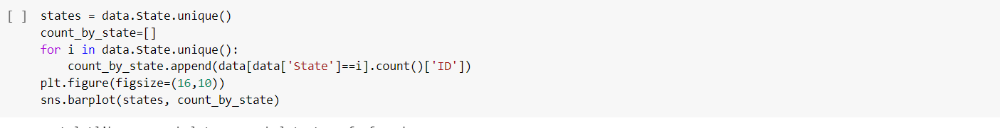 [ ] states = data.State.unique()
count_by_state=[]
for i in data.State.unique():
    count_by_state.append(data[data['State']==i].count()['ID'])
plt.figure(figsize=(16,10))
sns.barplot(states, count_by_state)